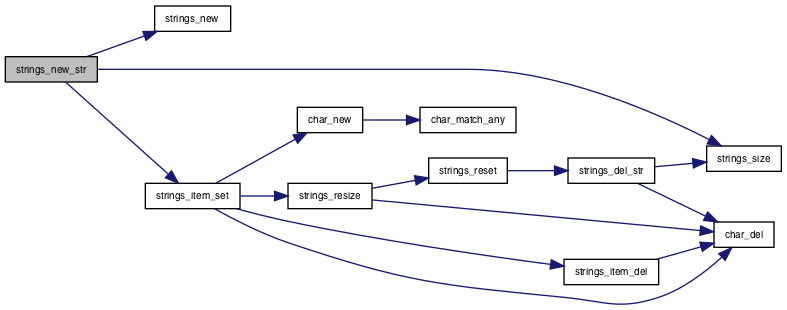 strings_new
strings_new_str
char_new
char_match_any
strings_size
strings_reset
strings_del_str
strings_item_set
strings_resize
char_del
strings_item_del